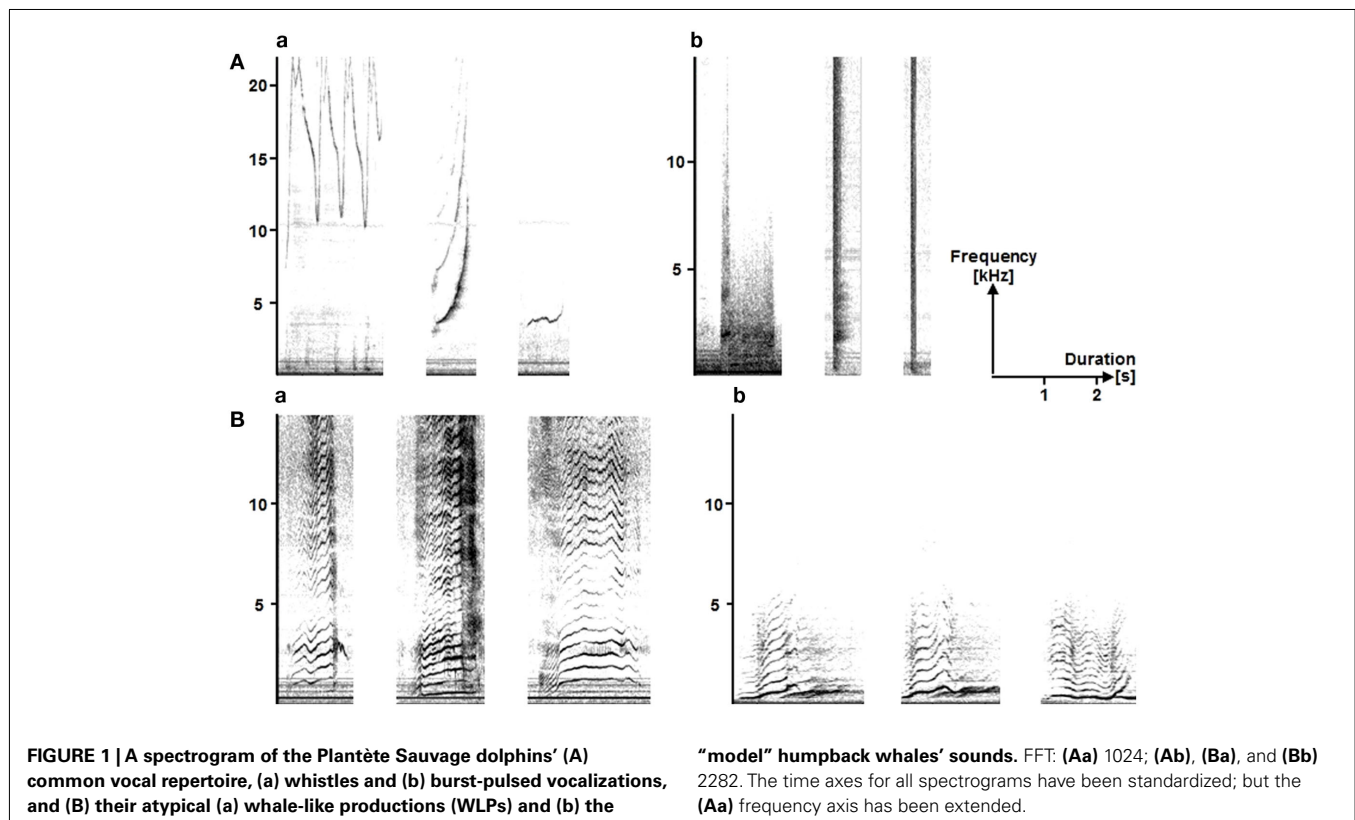 a
b
A
20
15
10
5
10
5
Frequency
[kHz]
Duration
[s]
1 2
a
b
B
10
5
10
5
FIGURE 1 | A spectrogram of the Plantète Sauvage dolphins’ (A)
common vocal repertoire, (a) whistles and (b) burst-pulsed vocalizations,
and (B) their atypical (a) whale-like productions (WLPs) and (b) the
“model” humpback whales’ sounds. FFT: (Aa) 1024; (Ab), (Ba), and (Bb)
2282. The time axes for all spectrograms have been standardized; but the
(Aa) frequency axis has been extended.